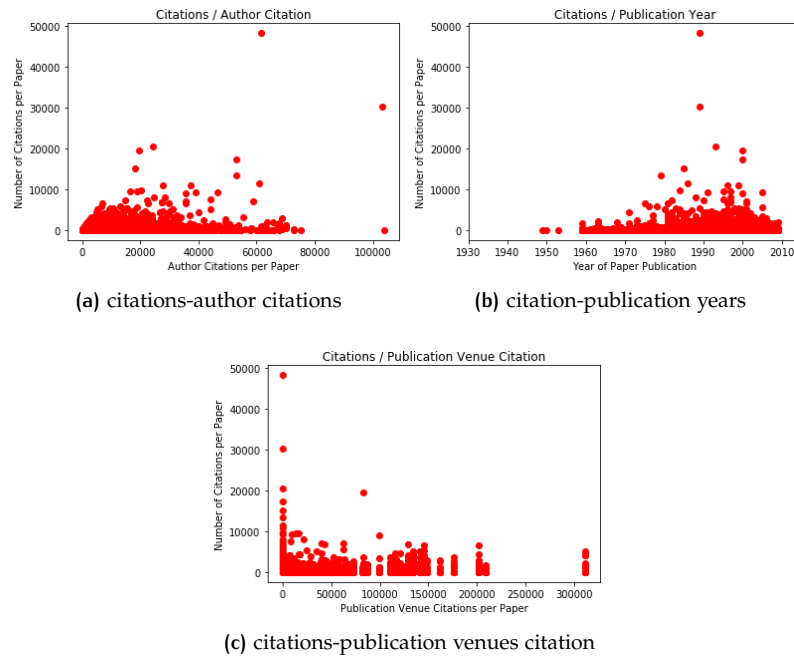 Citations / Author Citation
50000
40000
30000
20000
10000
0
Number of Citations per Paper
0 20000 40000 60000 80000 100000
Author Citations per Paper
(a) citations-author citations
Citations / Publication Year
50000
40000
30000
20000
10000
0
Number of Citations per Paper
1930 1940 1950 1960 1970 1980 1990 2000 2010
Year of Paper Publication
(b) citation-publication years
Citations / Publication Venue Citation
50000
40000
30000
20000
10000
0
Number of Citations per Paper
0 50000 100000 150000 200000 250000 300000
Publication Venue Citations per Paper
(c) citations-publication venues citation